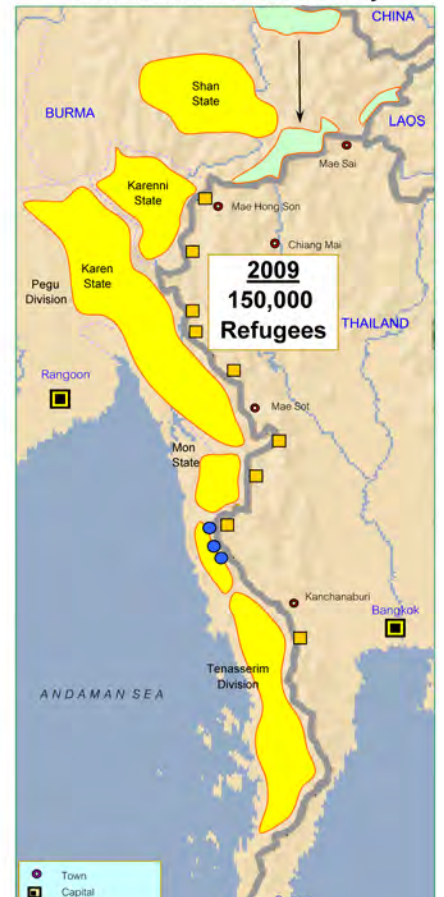 CHINA
Shan
State
BURMA
LAOS
Mae Sai
Karenni
State
Mae Hong Son
Chiang Mai
Karen
State
Pegu
Division
2009
150,000
Refugees
THAILAND
Rangoon
Mae Sot
Mon
State
Kanchanaburi
Bangkok
Tenasserim
Division
ANDAMAN SEA
Town
Capital